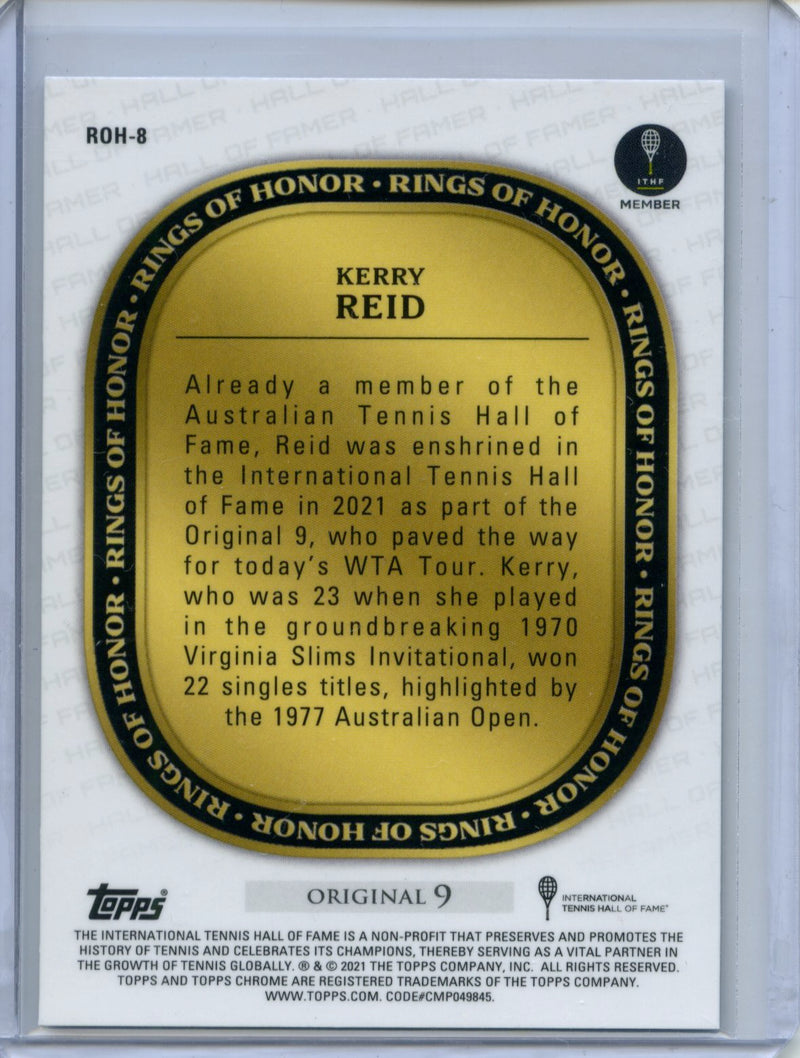 ROH-8
ITHF
MEMBER
RINGS OF HONOR • RINGS OF HONOR • RINGS OF HONOR • RINGS OF HONOR • RINGS OF HONOR • RINGS OF HONOR • RINGS OF HONOR • RINGS OF HONOR •
KERRY
REID
Already a member of the
Australian Tennis Hall of
Fame, Reid was enshrined in
the International Tennis Hall
of Fame in 2021 as part of the
Original 9, who paved the way
for today's WTA Tour. Kerry,
who was 23 when she played
in the groundbreaking 1970
Virginia Slims Invitational, won
22 singles titles, highlighted by
the 1977 Australian Open.
TOPPS®
ORIGINAL 9
INTERNATIONAL
TENNIS HALL OF FAME®
THE INTERNATIONAL TENNIS HALL OF FAME IS A NON-PROFIT THAT PRESERVES AND PROMOTES THE
HISTORY OF TENNIS AND CELEBRATES ITS CHAMPIONS, THEREBY SERVING AS A VITAL PARTNER IN
THE GROWTH OF TENNIS GLOBALLY. ® & © 2021 THE TOPPS COMPANY, INC. ALL RIGHTS RESERVED.
TOPPS AND TOPPS CHROME ARE REGISTERED TRADEMARKS OF THE TOPPS COMPANY.
WWW.TOPPS.COM. CODE#CMP049845.